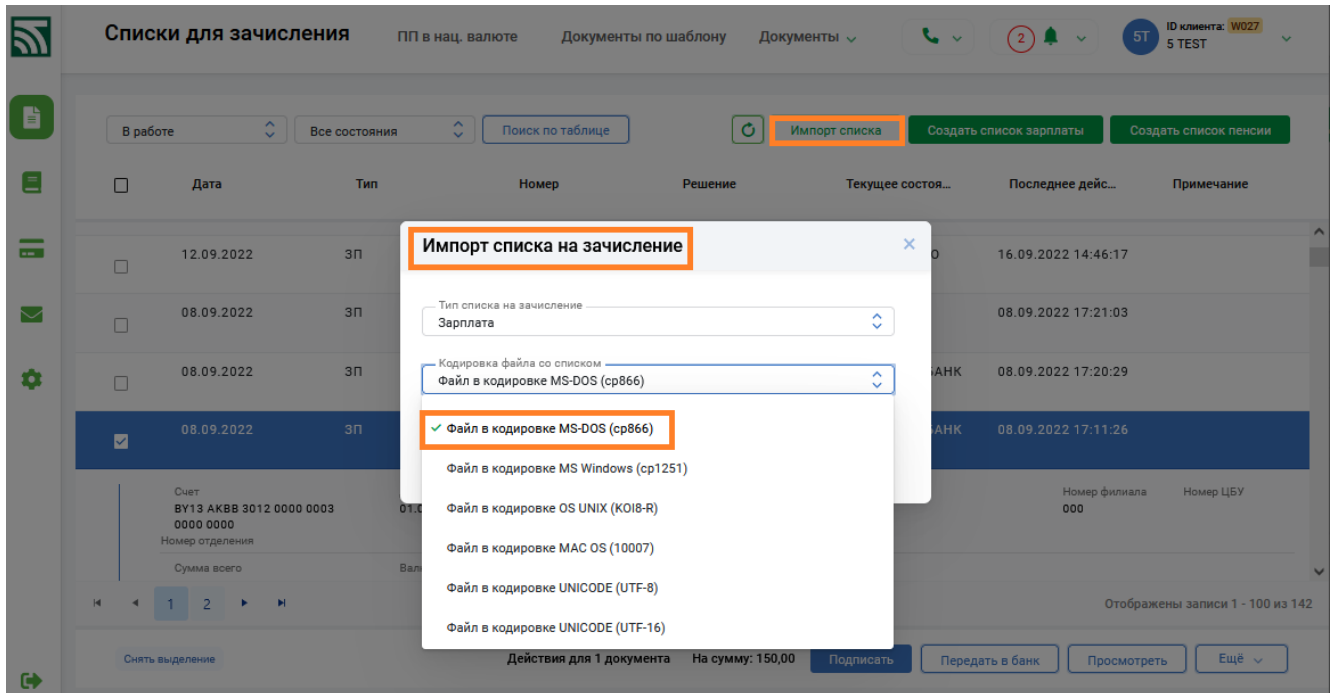 Списки для зачисления
ПП в нац. валюте
Документы по шаблону
Документы
2
5T
ID клиента: W027
5 TEST
В работе
Все состояния
Поиск по таблице
Импорт списка
Создать список зарплаты
Создать список пенсии
Дата
Тип
Номер
Решение
Текущее состоя...
Последнее дейс...
Примечание
12.09.2022
ЗП
О
16.09.2022 14:46:17
08.09.2022
ЗП
08.09.2022 17:21:03
08.09.2022
ЗП
БАНК
08.09.2022 17:20:29
08.09.2022
ЗП
БАНК
08.09.2022 17:11:26
Импорт списка на зачисление
Тип списка на зачисление
Зарплата
Кодировка файла со списком
Файл в кодировке MS-DOS (cp866)
Файл в кодировке MS-DOS (cp866)
Файл в кодировке MS Windows (cp1251)
Файл в кодировке OS UNIX (KOI8-R)
Файл в кодировке MAC OS (10007)
Файл в кодировке UNICODE (UTF-8)
Файл в кодировке UNICODE (UTF-16)
Счет
BY13 AKBB 3012 0000 0003
0000 0000
01.0
Номер филиала
000
Номер ЦБУ
Номер отделения
Сумма всего
Вал
1
2
Отображены записи 1 - 100 из 142
Снять выделение
Действия для 1 документа
На сумму: 150,00
Подписать
Передать в банк
Просмотреть
Ещё